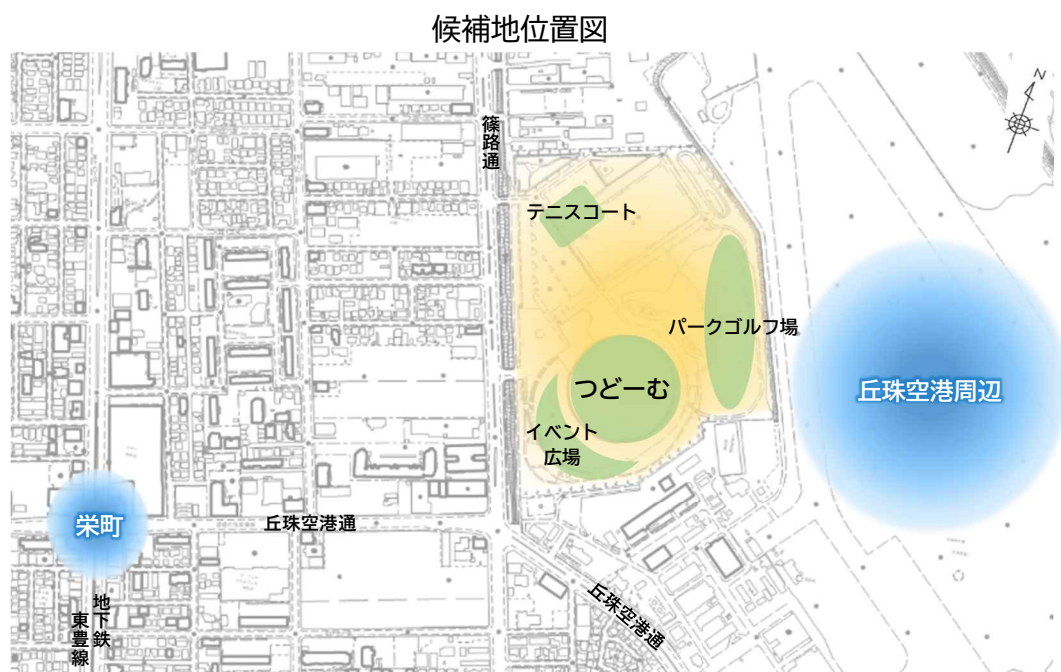 候補地位置図
N
篠路通
テニスコート
パークゴルフ場
つどーむ
丘珠空港周辺
イベント
広場
栄町
丘珠空港通
丘珠空港通
地下鉄
東豊線